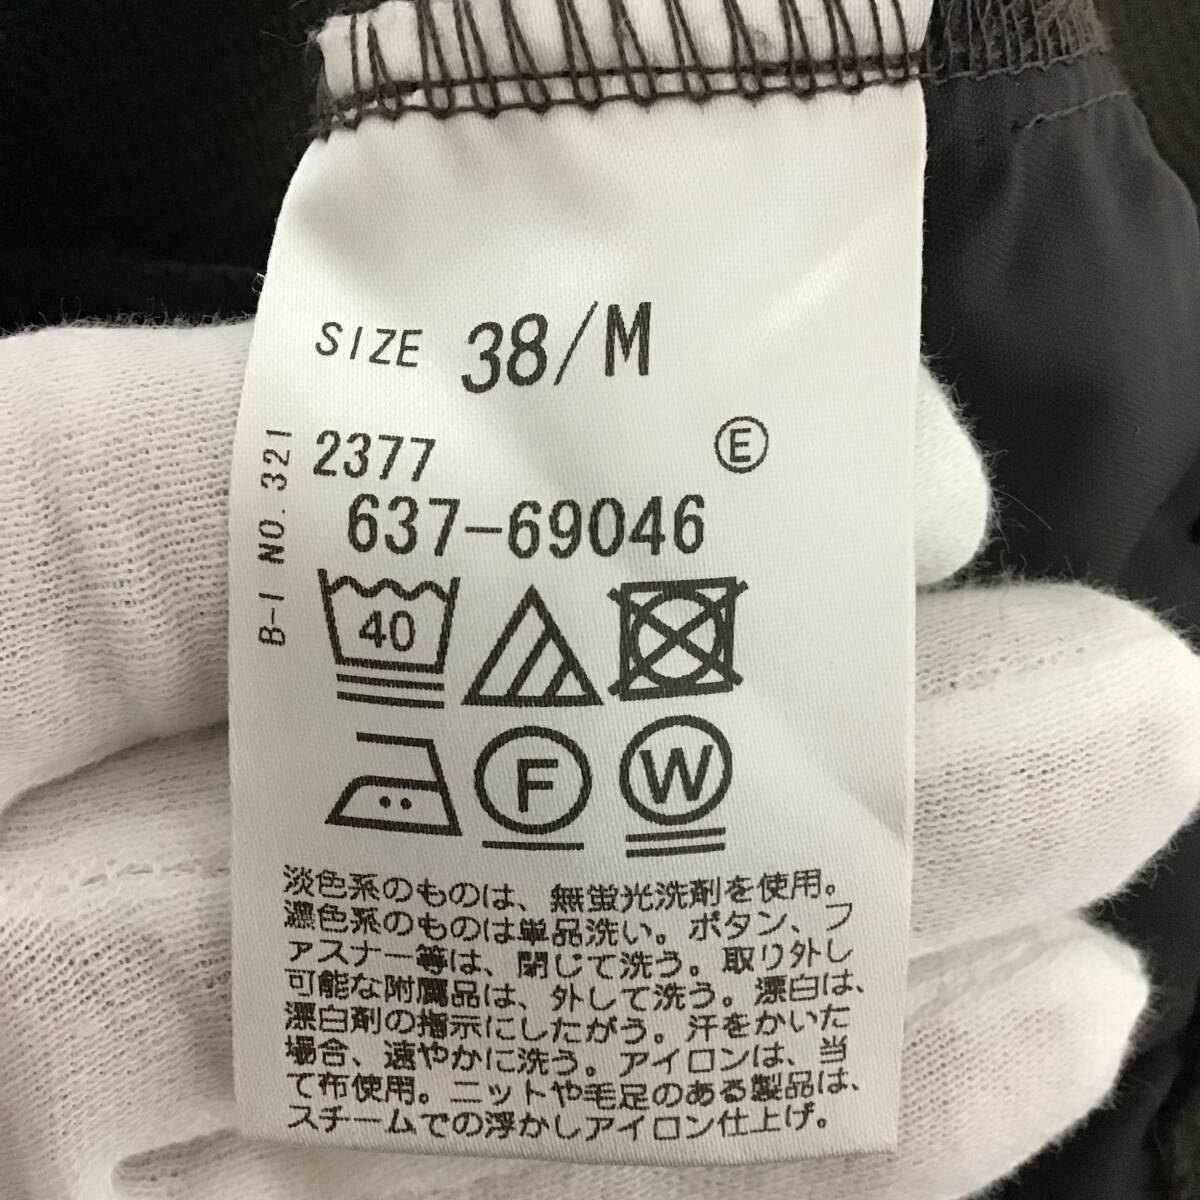 SIZE 38/M
B-1 NO.321
2377 E
637-69046
40
F W
淡色系のものは、無蛍光洗剤を使用。
濃色系のものは単品洗い。ボタン、フ
ァスナー等は、閉じて洗う。取り外し
可能な附属品は、外して洗う。漂白は、
漂白剤の指示にしたがう。汗をかいた
場合、速やかに洗う。アイロンは、当
て布使用。ニットや毛足のある製品は、
スチームでの浮かしアイロン仕上げ。